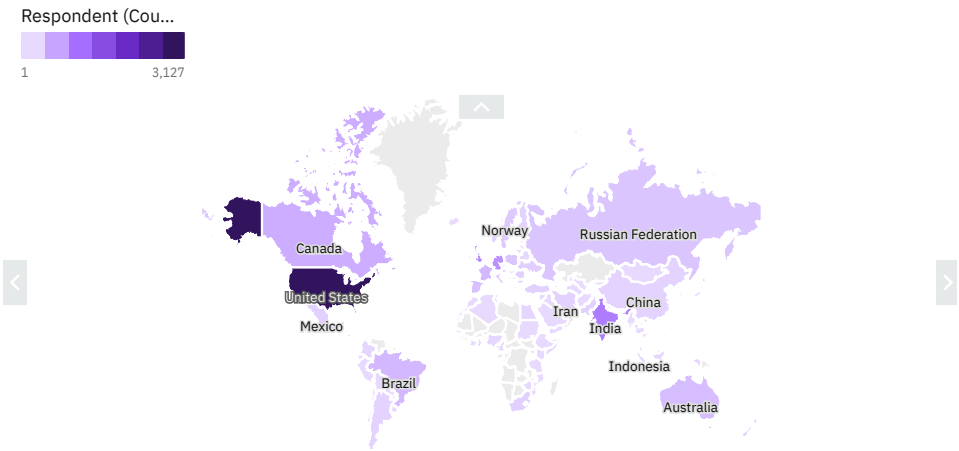 Respondent (Cou...
1 3,127
Norway
Russian Federation
Canada
United States
China
Iran
Mexico
India
Indonesia
Brazil
Australia